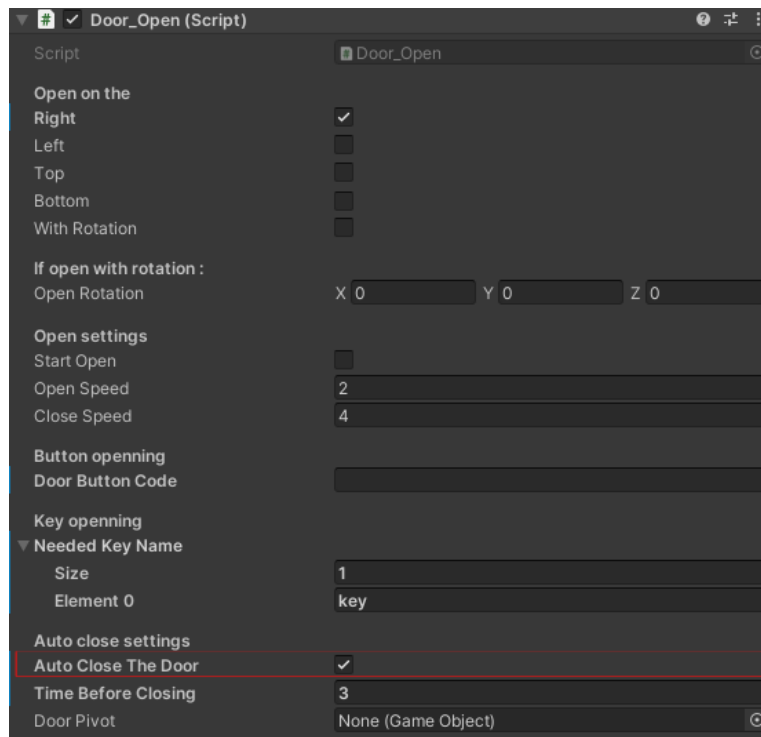 Door_Open (Script)
Script Door_Open
Open on the
Right
Left
Top
Bottom
With Rotation
If open with rotation :
Open Rotation X 0 Y 0 Z 0
Open settings
Start Open
Open Speed 2
Close Speed 4
Button openning
Door Button Code
Key openning
Needed Key Name
Size 1
Element 0 key
Auto close settings
Auto Close The Door
Time Before Closing 3
Door Pivot None (Game Object)